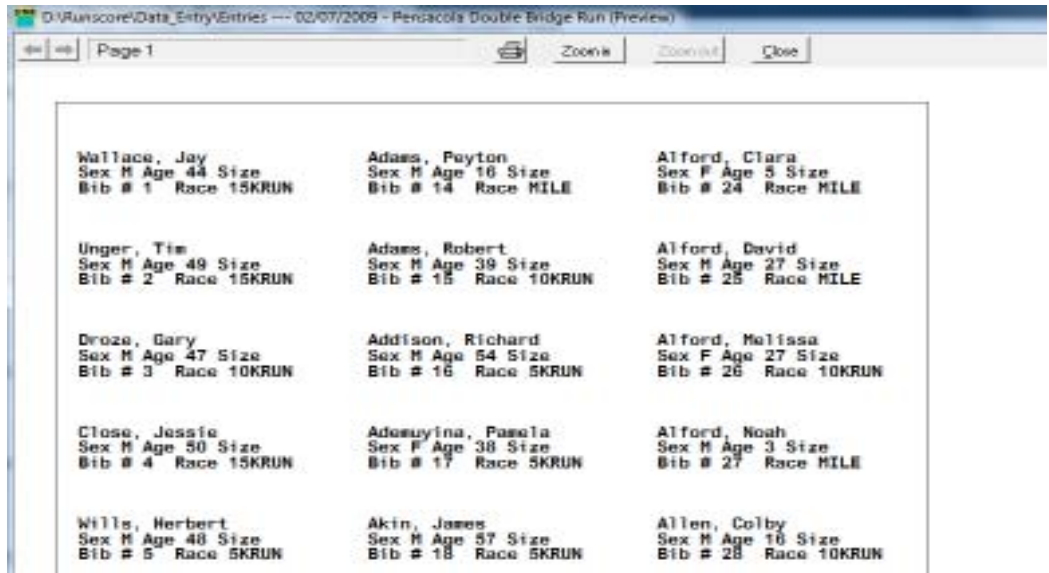 D:\Runscore\Data_Entry\Entries --- 02/07/2009 - Pensacola Double Bridge Run (Preview)
Page 1 Zoom in Zoom out Close
Wallace, Jay
Sex M Age 44 Size
Bib # 1 Race 15KRUN
Adams, Peyton
Sex M Age 16 Size
Bib # 14 Race MILE
Alford, Clara
Sex F Age 5 Size
Bib # 24 Race MILE
Unger, Tim
Sex M Age 49 Size
Bib # 2 Race 15KRUN
Adams, Robert
Sex M Age 39 Size
Bib # 15 Race 10KRUN
Alford, David
Sex M Age 27 Size
Bib # 25 Race MILE
Droze, Gary
Sex M Age 47 Size
Bib # 3 Race 10KRUN
Addison, Richard
Sex M Age 54 Size
Bib # 16 Race 5KRUN
Alford, Melissa
Sex F Age 27 Size
Bib # 26 Race 10KRUN
Close, Jessie
Sex M Age 50 Size
Bib # 4 Race 15KRUN
Ademuyina, Pamela
Sex F Age 38 Size
Bib # 17 Race 5KRUN
Alford, Noah
Sex M Age 3 Size
Bib # 27 Race MILE
Wills, Herbert
Sex M Age 48 Size
Bib # 5 Race 5KRUN
Akin, James
Sex M Age 57 Size
Bib # 18 Race 5KRUN
Allen, Colby
Sex M Age 16 Size
Bib # 28 Race 10KRUN